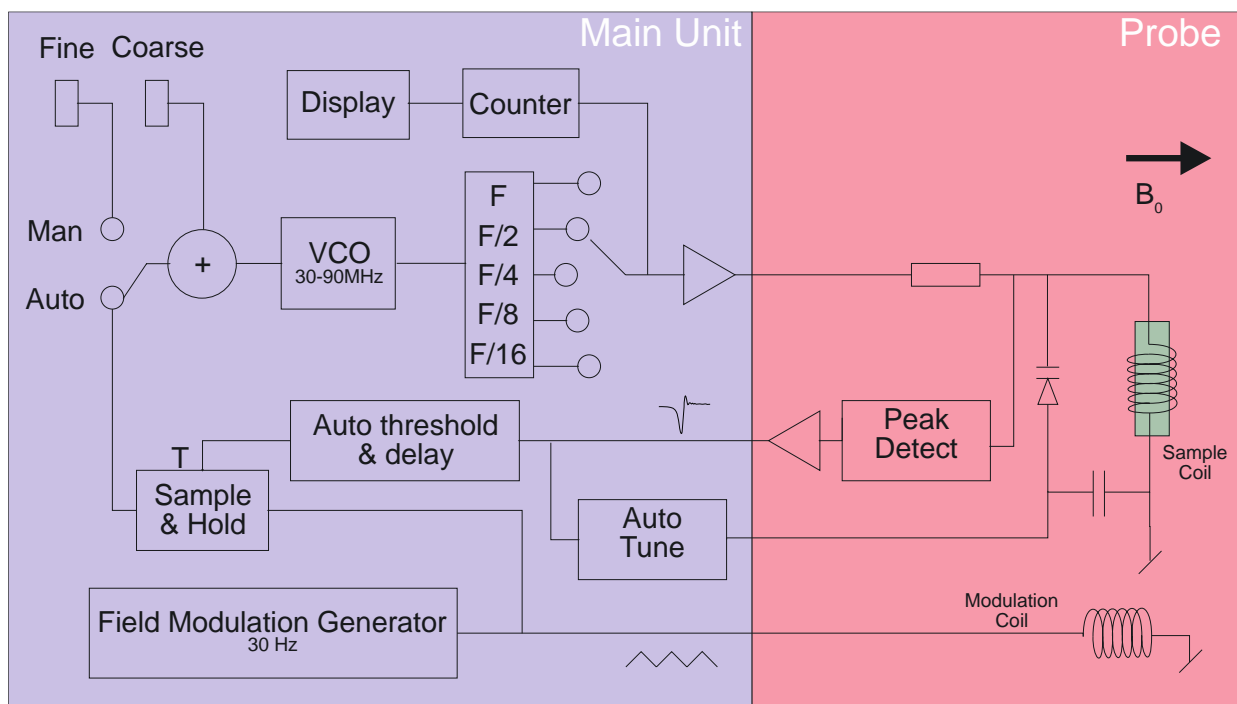 Main Unit
Probe
Fine
Coarse
Display
Counter
B0
Man
Auto
+
VCO
30-90MHz
F
F/2
F/4
F/8
F/16
Auto threshold
& delay
Peak
Detect
Sample
Coil
T
Sample
& Hold
Auto
Tune
Field Modulation Generator
30 Hz
Modulation
Coil